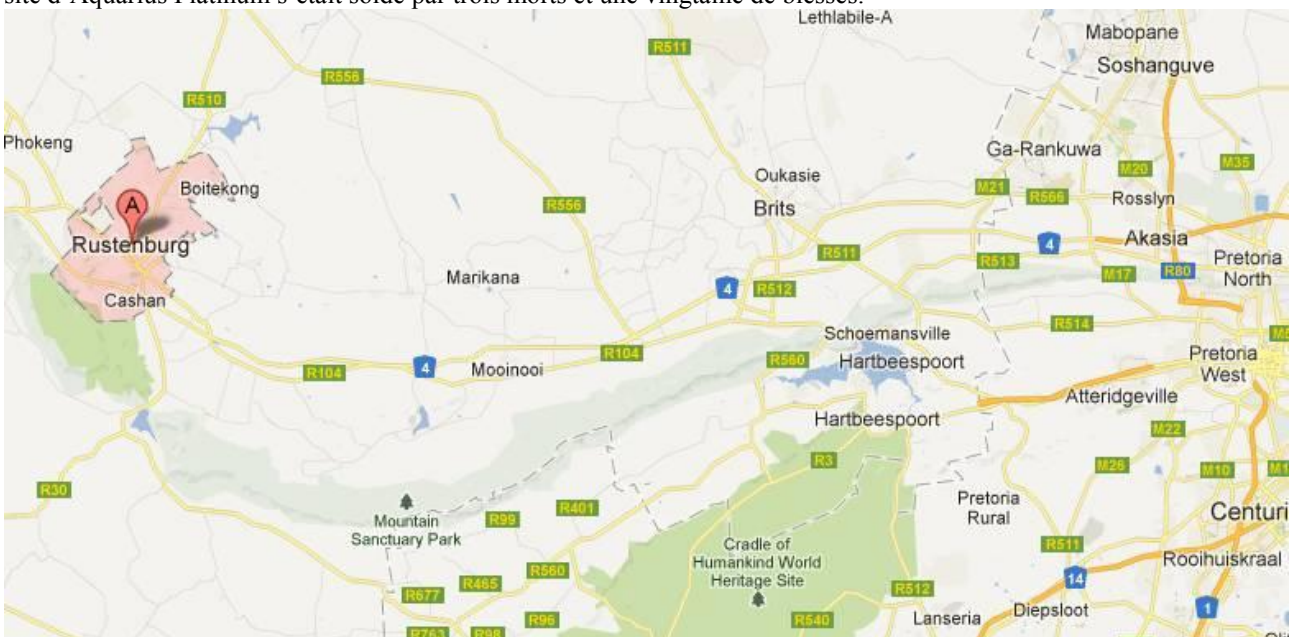 site d'Aquarius Platinum s'était soldé par trois morts et une vingtaine de blessés.
Lethlabile-A
Mabopane
R511
Soshanguve
R556
R510
Phokeng
Ga-Rankuwa
M20
M35
Oukasie
Boitekong
M21
R566
Rosslyn
A
R556
Brits
Rustenburg
4
Akasia
R511
R513
Pretoria
North
M17
R80
Marikana
4
R512
Cashan
R514
Schoemansville
R104
Pretoria
West
R560
Hartbeespoort
4
Mooinooi
R104
Atteridgeville
Hartbeespoort
M22
R3
M26
M10
R30
Pretoria
Rural
R401
Mountain
Sanctuary Park
R99
Centuri
Cradle of
Humankind World
Heritage Site
R511
Rooihuiskraal
R560
R465
14
R677
R512
Diepsloot
1
Lanseria
R96
R540
R763
R98